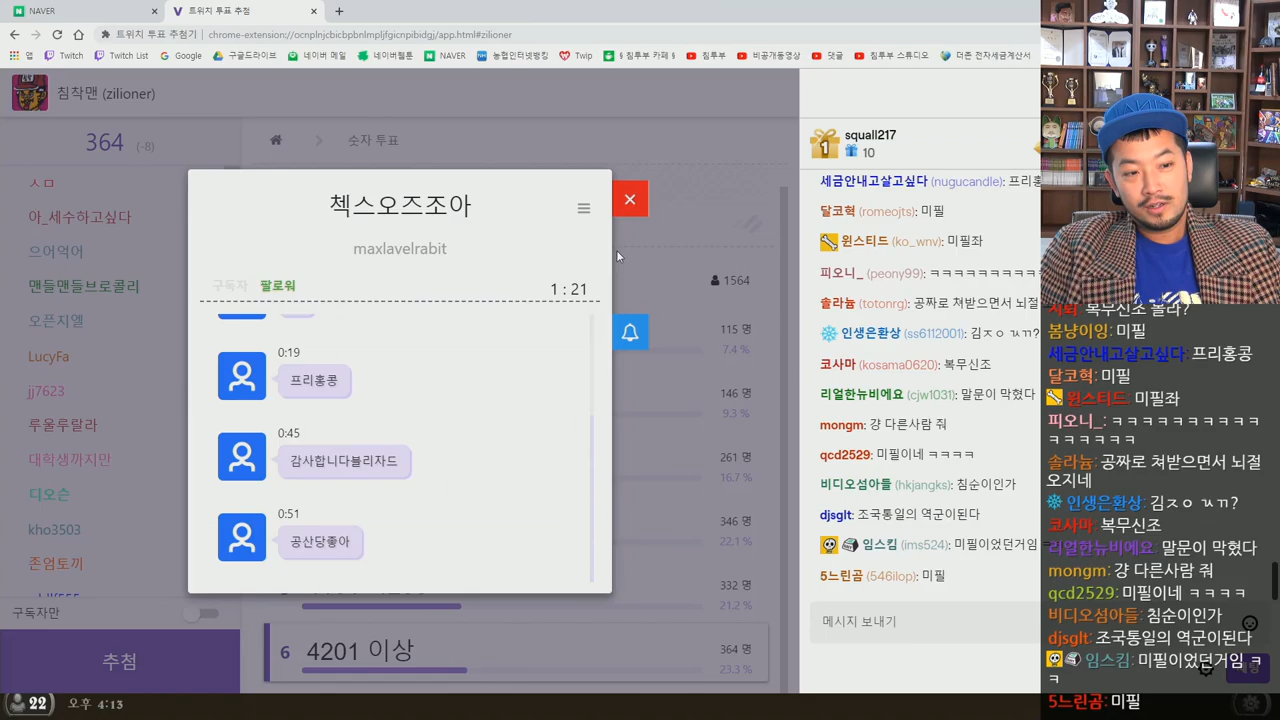 NAVER
트위치 투표 추첨
트위치 투표 추첨기
chrome-extension://ocnplnjcbicbpbnlmpljfgicnpibidgj/app.html#zilioner
앱
Twitch
Twitch List
Google
구글드라이브
네이버 메일
네이버웹툰
NAVER
농협인터넷뱅킹
Twip
§ 침투부 카페 §
침투부
비공개동영상
댓글
침투부 스튜디오
더존 전자세금계산서
침착맨 (zilioner)
364 (-8)
ㅅㅁ
아_세수하고싶다
으어억어
맨들맨들브로콜리
오픈지엘
LucyFa
jj7623
루울루랄라
대학생까지만
디오슨
kho3503
존엄토끼
구독자만
추첨
숫자 투표
1564
115 명
7.4 %
146 명
9.3 %
261 명
16.7 %
346 명
22.1 %
332 명
21.2 %
6 4201 이상
364 명
23.3 %
첵스오즈조아
maxlavelrabit
구독자 팔로워
1 : 21
0:19
프리홍콩
0:45
감사합니다블리자드
0:51
공산당좋아
1
squall217
10
세금안내고살고싶다 (nugucandle): 프리홍
달코혁 (romeojts): 미필
윈스티드 (ko_wnv): 미필좌
피오니_ (peony99): ㅋㅋㅋㅋㅋㅋㅋㅋㅋ
솔라늄 (totonrg): 공짜로 쳐받으면서 뇌절
인생은환상 (ss6112001): 김ㅈㅇ ㄳㄲ?
코사마 (kosama0620): 복무신조
리얼한뉴비에요 (cjw1031): 말문이 막혔다
mongm: 걍 다른사람 줘
qcd2529: 미필이네 ㅋㅋㅋㅋ
비디오섬아들 (hkjangks): 침순이인가
djsglt: 조국통일의 역군이된다
임스킴 (ims524): 미필이었던거임
5느린곰 (546ilop): 미필
메시지 보내기
복무신조 몰라?
봄냥이잉: 미필
세금안내고살고싶다: 프리홍콩
달코혁: 미필
윈스티드: 미필좌
피오니_: ㅋㅋㅋㅋㅋㅋㅋㅋㅋㅋ
ㅋㅋㅋㅋㅋㅋ
솔라늄: 공짜로 쳐받으면서 뇌절
오지네
인생은환상: 김ㅈㅇ ㄳㄲ?
코사마: 복무신조
리얼한뉴비에요: 말문이 막혔다
mongm: 걍 다른사람 줘
qcd2529: 미필이네 ㅋㅋㅋㅋ
비디오섬아들: 침순이인가
djsglt: 조국통일의 역군이된다
임스킴: 미필이었던거임 ㅋ
ㅋ
5느린곰: 미필
22
오후 4:13